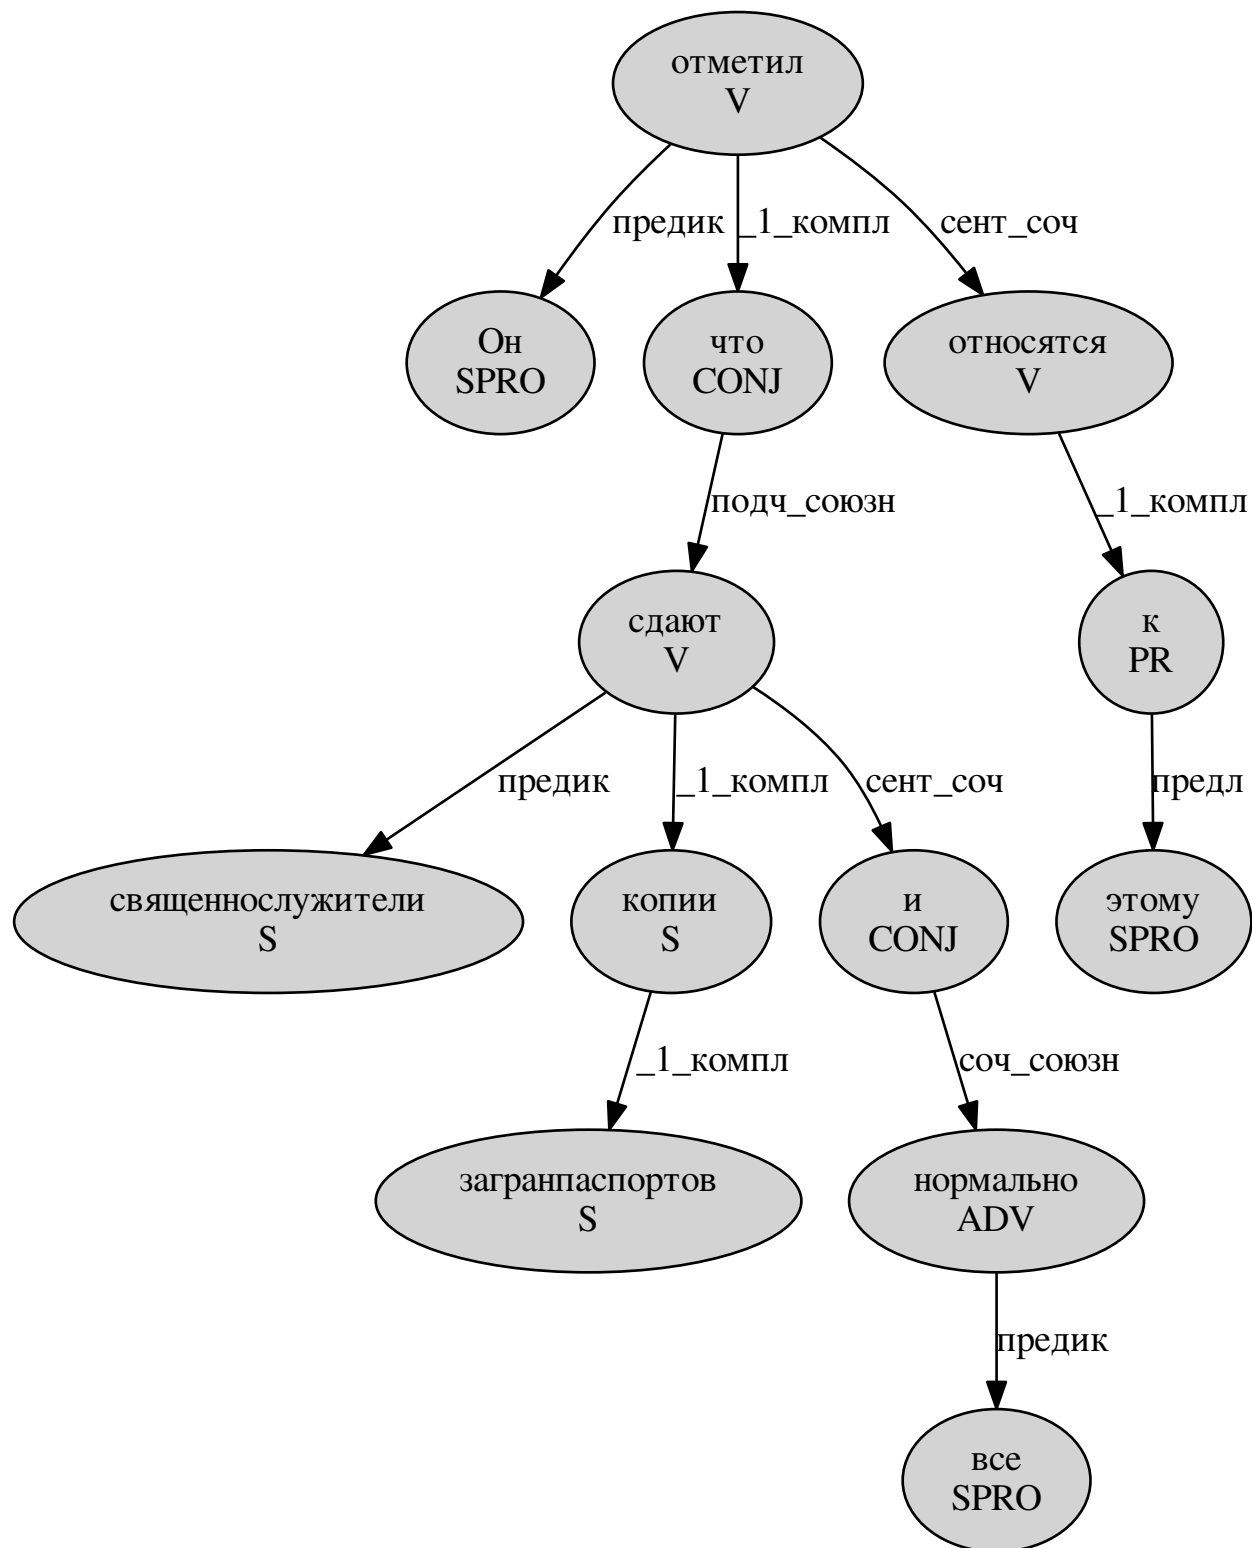 отметил
V
предик
_1_компл
сент_соч
Он
SPRO
что
CONJ
относятся
V
подч_союзн
_1_компл
сдают
V
к
PR
предик
_1_компл
сент_соч
предл
священнослужители
S
копии
S
и
CONJ
этому
SPRO
_1_компл
соч_союзн
загранпаспортов
S
нормально
ADV
предик
все
SPRO